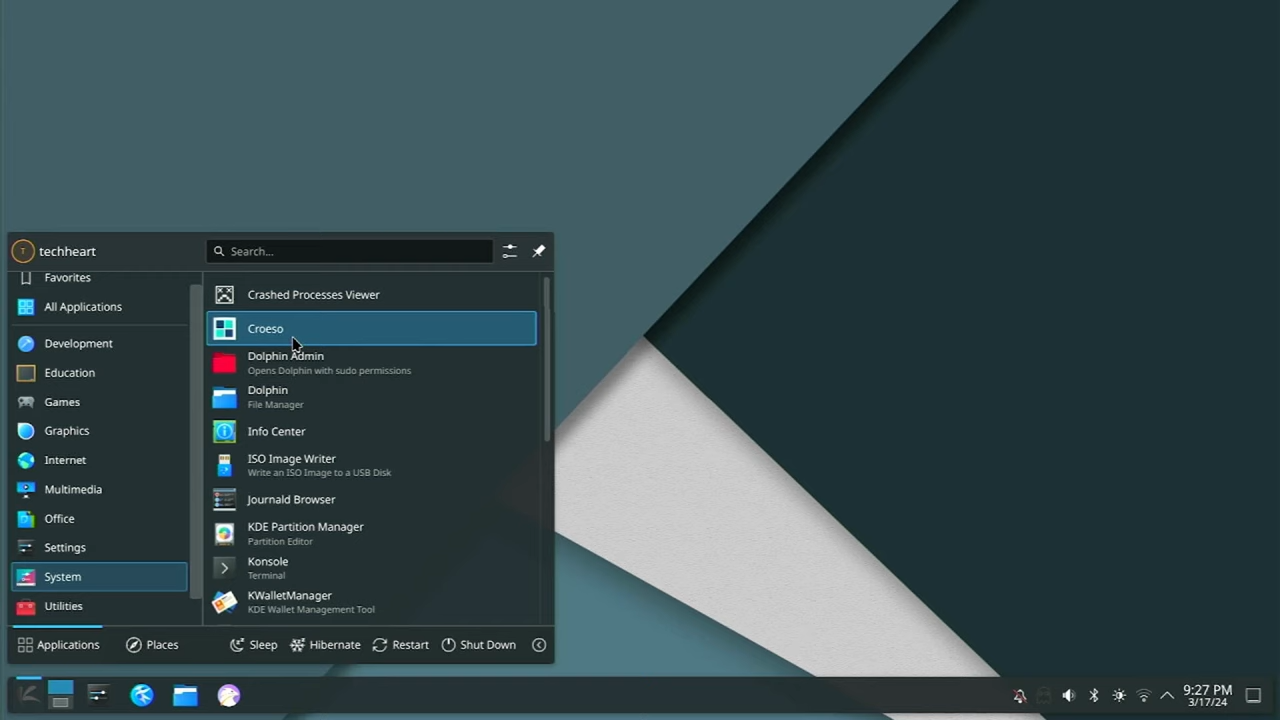 techheart
Search...
Favorites
All Applications
Development
Education
Games
Graphics
Internet
Multimedia
Office
Settings
System
Utilities
Crashed Processes Viewer
Croeso
Dolphin Admin
Opens Dolphin with sudo permissions
Dolphin
File Manager
Info Center
ISO Image Writer
Write an ISO Image to a USB Disk
Journald Browser
KDE Partition Manager
Partition Editor
Konsole
Terminal
KWalletManager
KDE Wallet Management Tool
Applications
Places
Sleep
Hibernate
Restart
Shut Down
9:27 PM
3/17/24